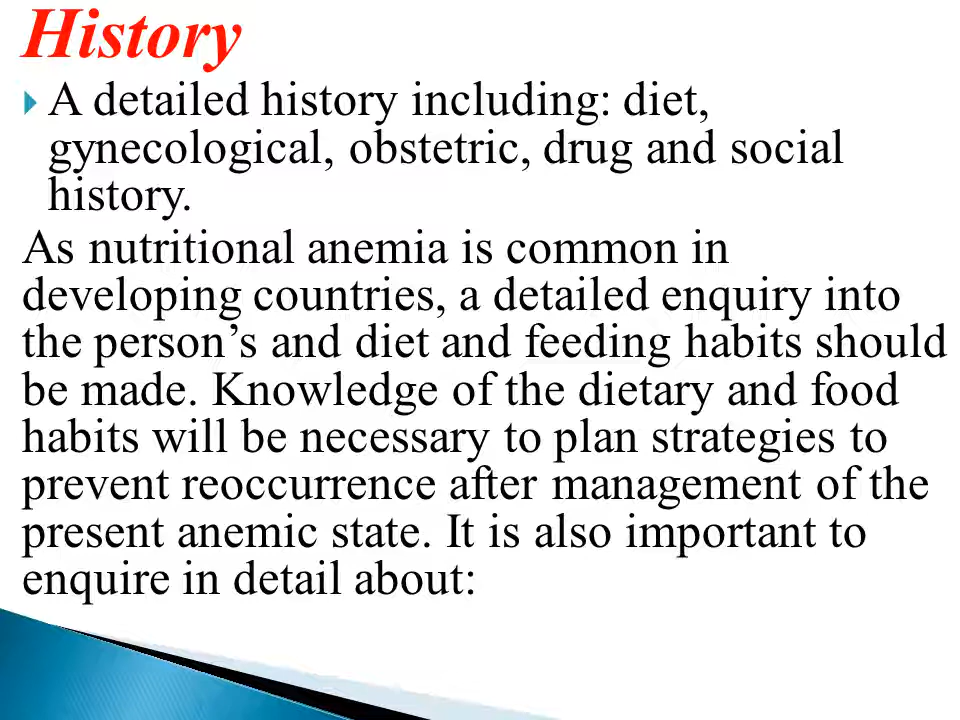 History
A detailed history including: diet,
gynecological, obstetric, drug and social
history.
As nutritional anemia is common in
developing countries, a detailed enquiry into
the person’s and diet and feeding habits should
be made. Knowledge of the dietary and food
habits will be necessary to plan strategies to
prevent reoccurrence after management of the
present anemic state. It is also important to
enquire in detail about: